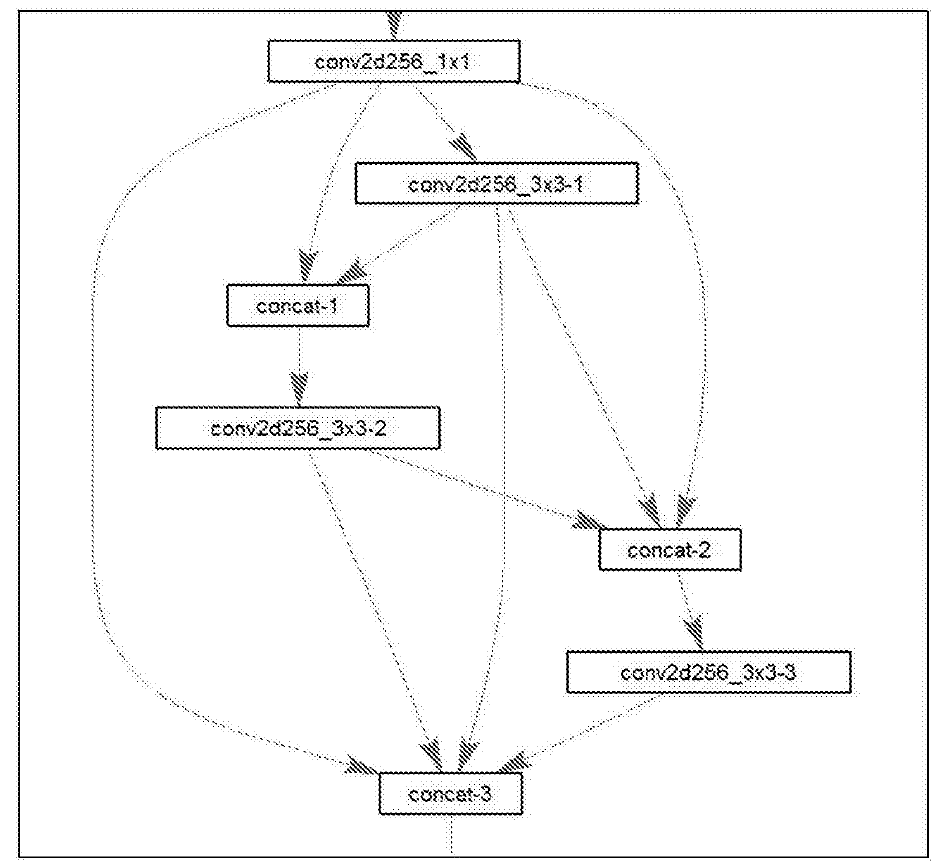 conv2d256_1x1
conv2d256_3x3-1
concat-1
conv2d256_3x3-2
concat-2
conv2d256_3x3-3
concat-3